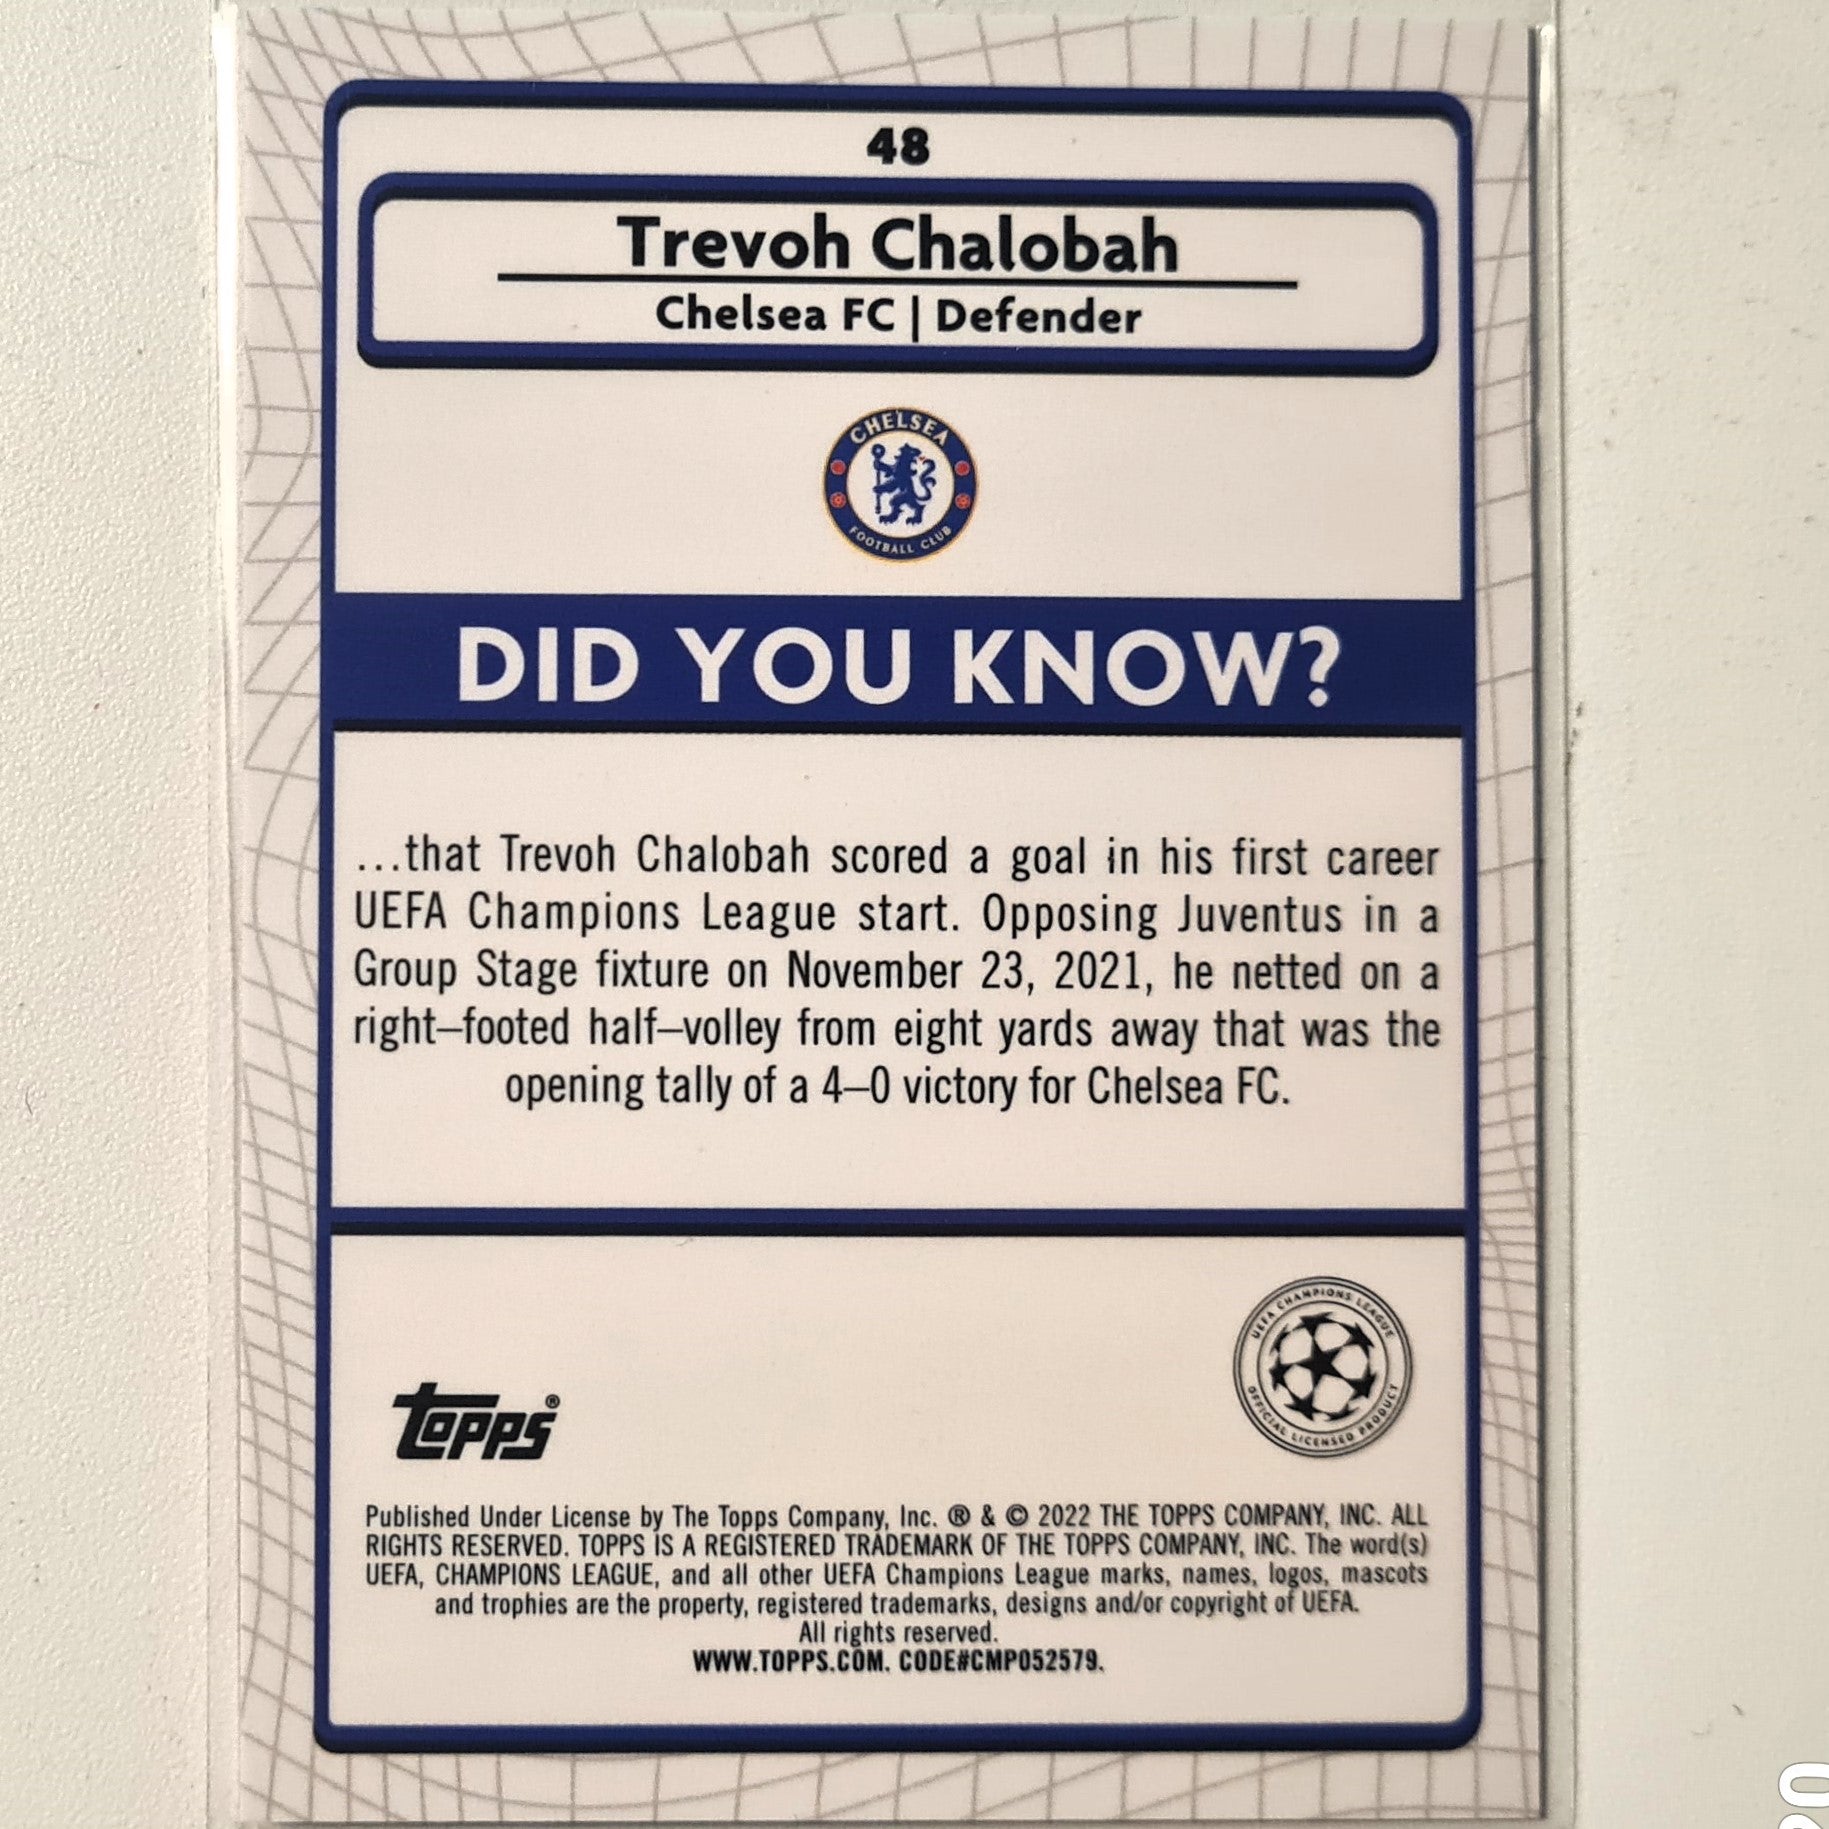 48
Trevoh Chalobah
Chelsea FC | Defender
CHELSEA
FOOTBALL CLUB
DID YOU KNOW?
...that Trevoh Chalobah scored a goal in his first career
UEFA Champions League start. Opposing Juventus in a
Group Stage fixture on November 23, 2021, he netted on a
right–footed half–volley from eight yards away that was the
opening tally of a 4–0 victory for Chelsea FC.
UEFA CHAMPIONS LEAGUE
OFFICIAL LICENSED PRODUCT
Topps®
Published Under License by The Topps Company, Inc. ® & © 2022 THE TOPPS COMPANY, INC. ALL
RIGHTS RESERVED. TOPPS IS A REGISTERED TRADEMARK OF THE TOPPS COMPANY, INC. The word(s)
UEFA, CHAMPIONS LEAGUE, and all other UEFA Champions League marks, names, logos, mascots
and trophies are the property, registered trademarks, designs and/or copyright of UEFA.
All rights reserved.
WWW.TOPPS.COM. CODE#CMP052579.